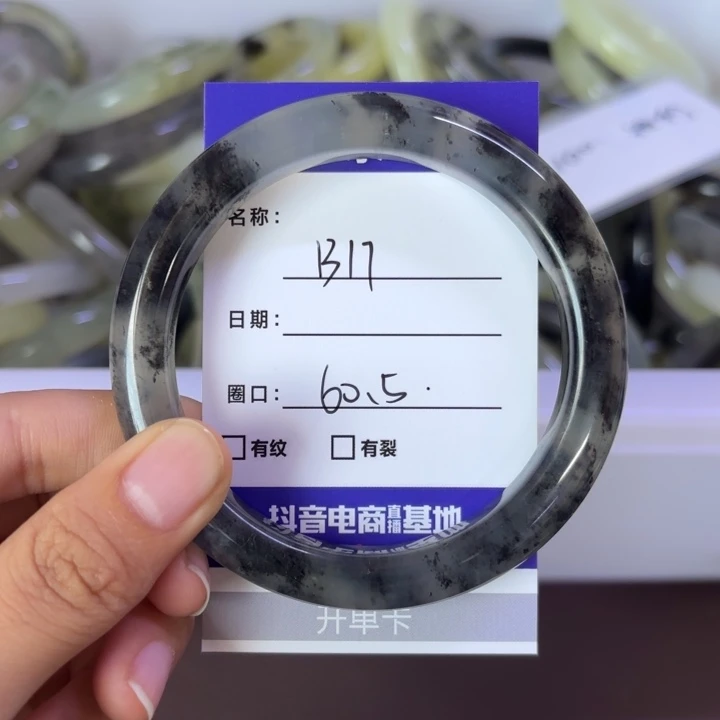 名称：
B17
日期：
圈口：60.5.
有纹 有裂
抖音电商直播基地
开单卡